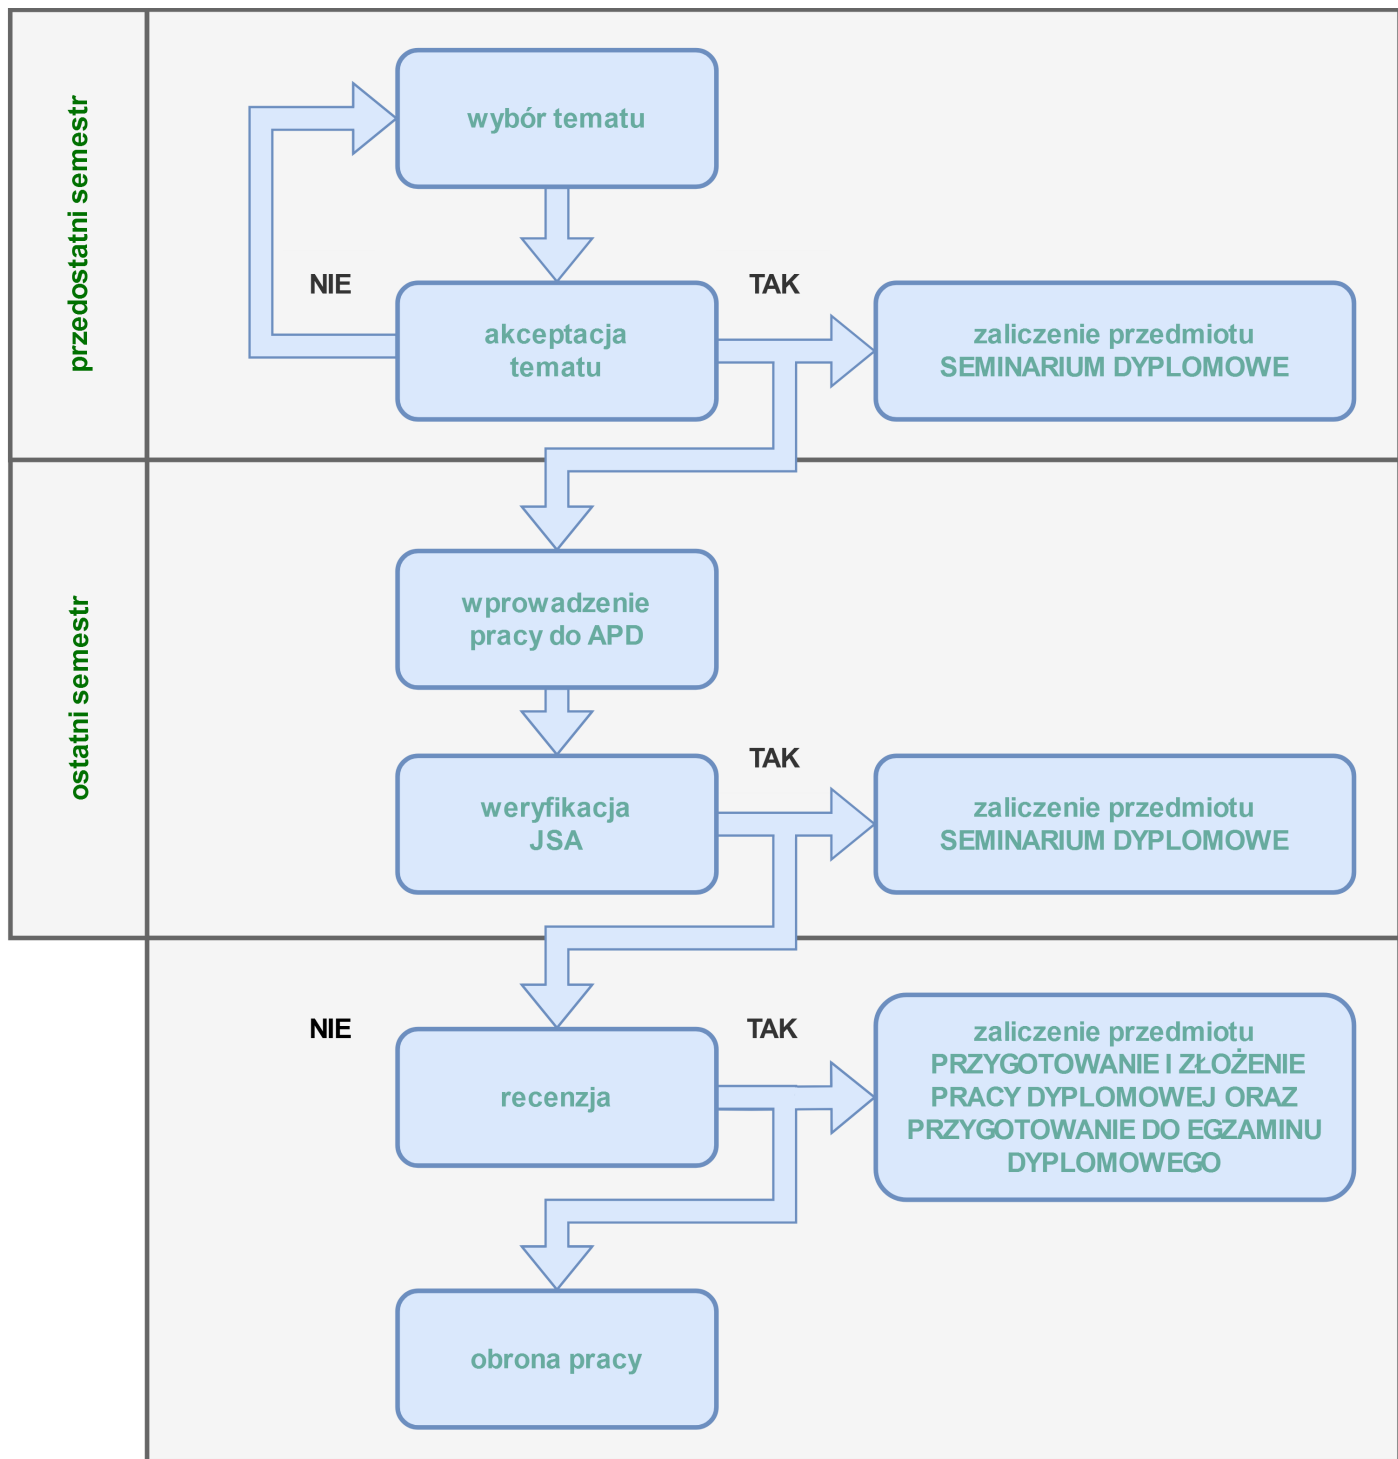 przedostatni semestr
wybór tematu
NIE
TAK
akceptacja
tematu
zaliczenie przedmiotu
SEMINARIUM DYPLOMOWE
ostatni semestr
wprowadzenie
pracy do APD
TAK
weryfikacja
JSA
zaliczenie przedmiotu
SEMINARIUM DYPLOMOWE
NIE
TAK
recenzja
zaliczenie przedmiotu
PRZYGOTOWANIE I ZŁOŻENIE
PRACY DYPLOMOWEJ ORAZ
PRZYGOTOWANIE DO EGZAMINU
DYPLOMOWEGO
obrona pracy